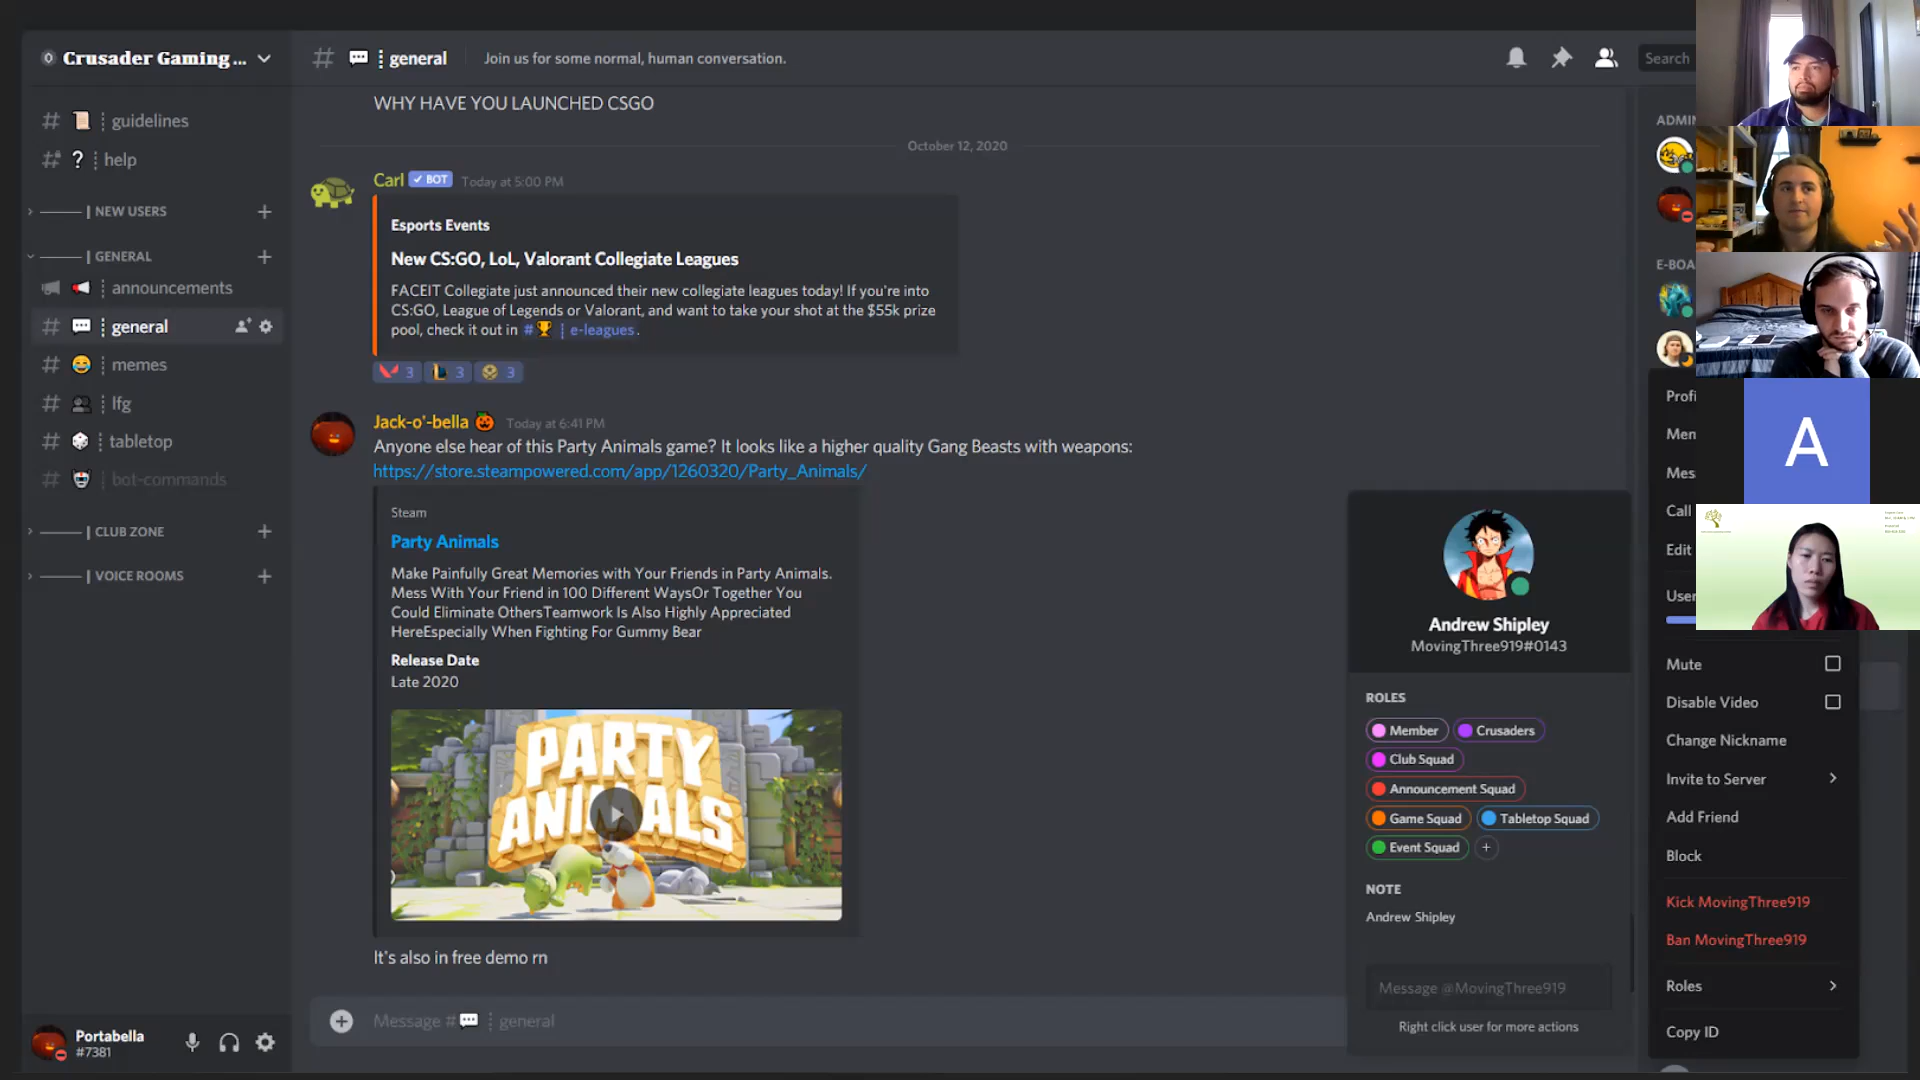 Crusader Gaming ...
general
Join us for some normal, human conversation.
Search
guidelines
help
NEW USERS
GENERAL
announcements
general
memes
lfg
tabletop
bot-commands
CLUB ZONE
VOICE ROOMS
Portabella
#7381
WHY HAVE YOU LAUNCHED CSGO
October 12, 2020
Carl BOT Today at 5:00 PM
Esports Events
New CS:GO, LoL, Valorant Collegiate Leagues
FACEIT Collegiate just announced their new collegiate leagues today! If you're into
CS:GO, League of Legends or Valorant, and want to take your shot at the $55k prize
pool, check it out in # e-leagues.
3 3 3
Jack-o'-bella Today at 6:41 PM
Anyone else hear of this Party Animals game? It looks like a higher quality Gang Beasts with weapons:
https://store.steampowered.com/app/1260320/Party_Animals/
Steam
Party Animals
Make Painfully Great Memories with Your Friends in Party Animals.
Mess With Your Friend in 100 Different WaysOr Together You
Could Eliminate OthersTeamwork Is Also Highly Appreciated
HereEspecially When Fighting For Gummy Bear
Release Date
Late 2020
PARTY
ANIMALS
It's also in free demo rn
Message # general
Andrew Shipley
MovingThree919#0143
ROLES
Member Crusaders
Club Squad
Announcement Squad
Game Squad Tabletop Squad
Event Squad
NOTE
Andrew Shipley
Message @MovingThree919
Right click user for more actions
ADMIN
E-BOA
Profi
Men
Mes
Call
Edit
User
Mute
Disable Video
Change Nickname
Invite to Server
Add Friend
Block
Kick MovingThree919
Ban MovingThree919
Roles
Copy ID
A